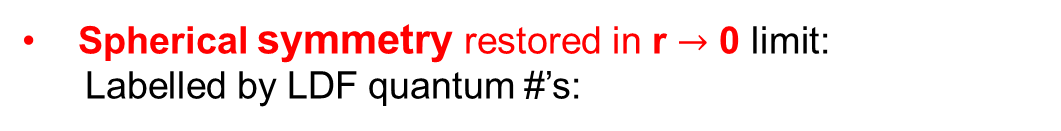 • Spherical symmetry restored in r → 0 limit:
Labelled by LDF quantum #’s: